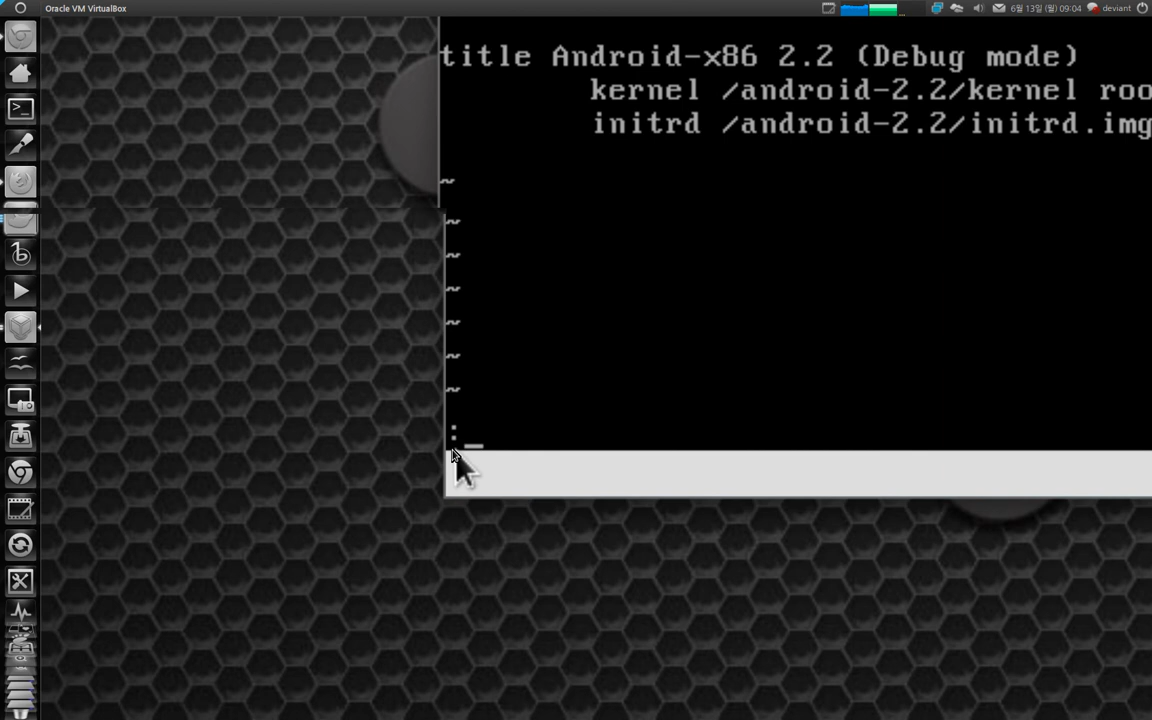 Oracle VM VirtualBox
6월 13일 (월) 09:04
deviant
title Android-x86 2.2 (Debug mode)
kernel /android-2.2/kernel roo
initrd /android-2.2/initrd.img
~
~
~
~
~
~
~
:_